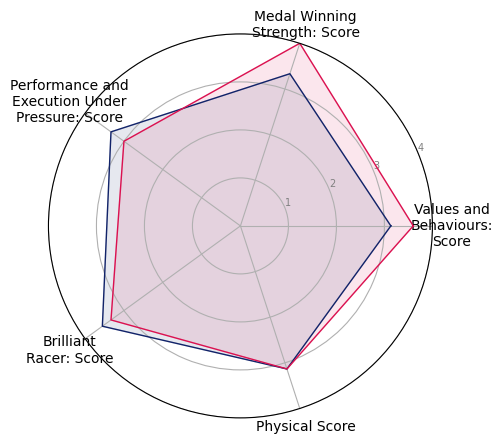 Medal Winning
Strength: Score
Performance and
Execution Under
Pressure: Score
4
3
2
1
Values and
Behaviours:
Score
Brilliant
Racer: Score
Physical Score